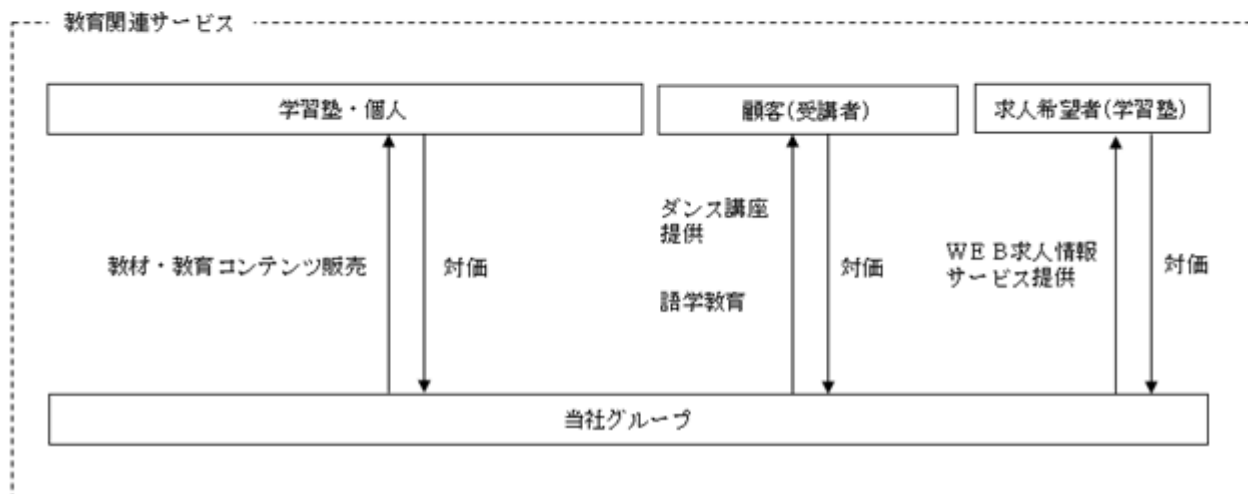 教育関連サービス
学習塾・個人
顧客(受講者)
求人希望者(学習塾)
教材・教育コンテンツ販売
対価
ダンス講座
提供
語学教育
対価
ＷＥＢ求人情報
サービス提供
対価
当社グループ